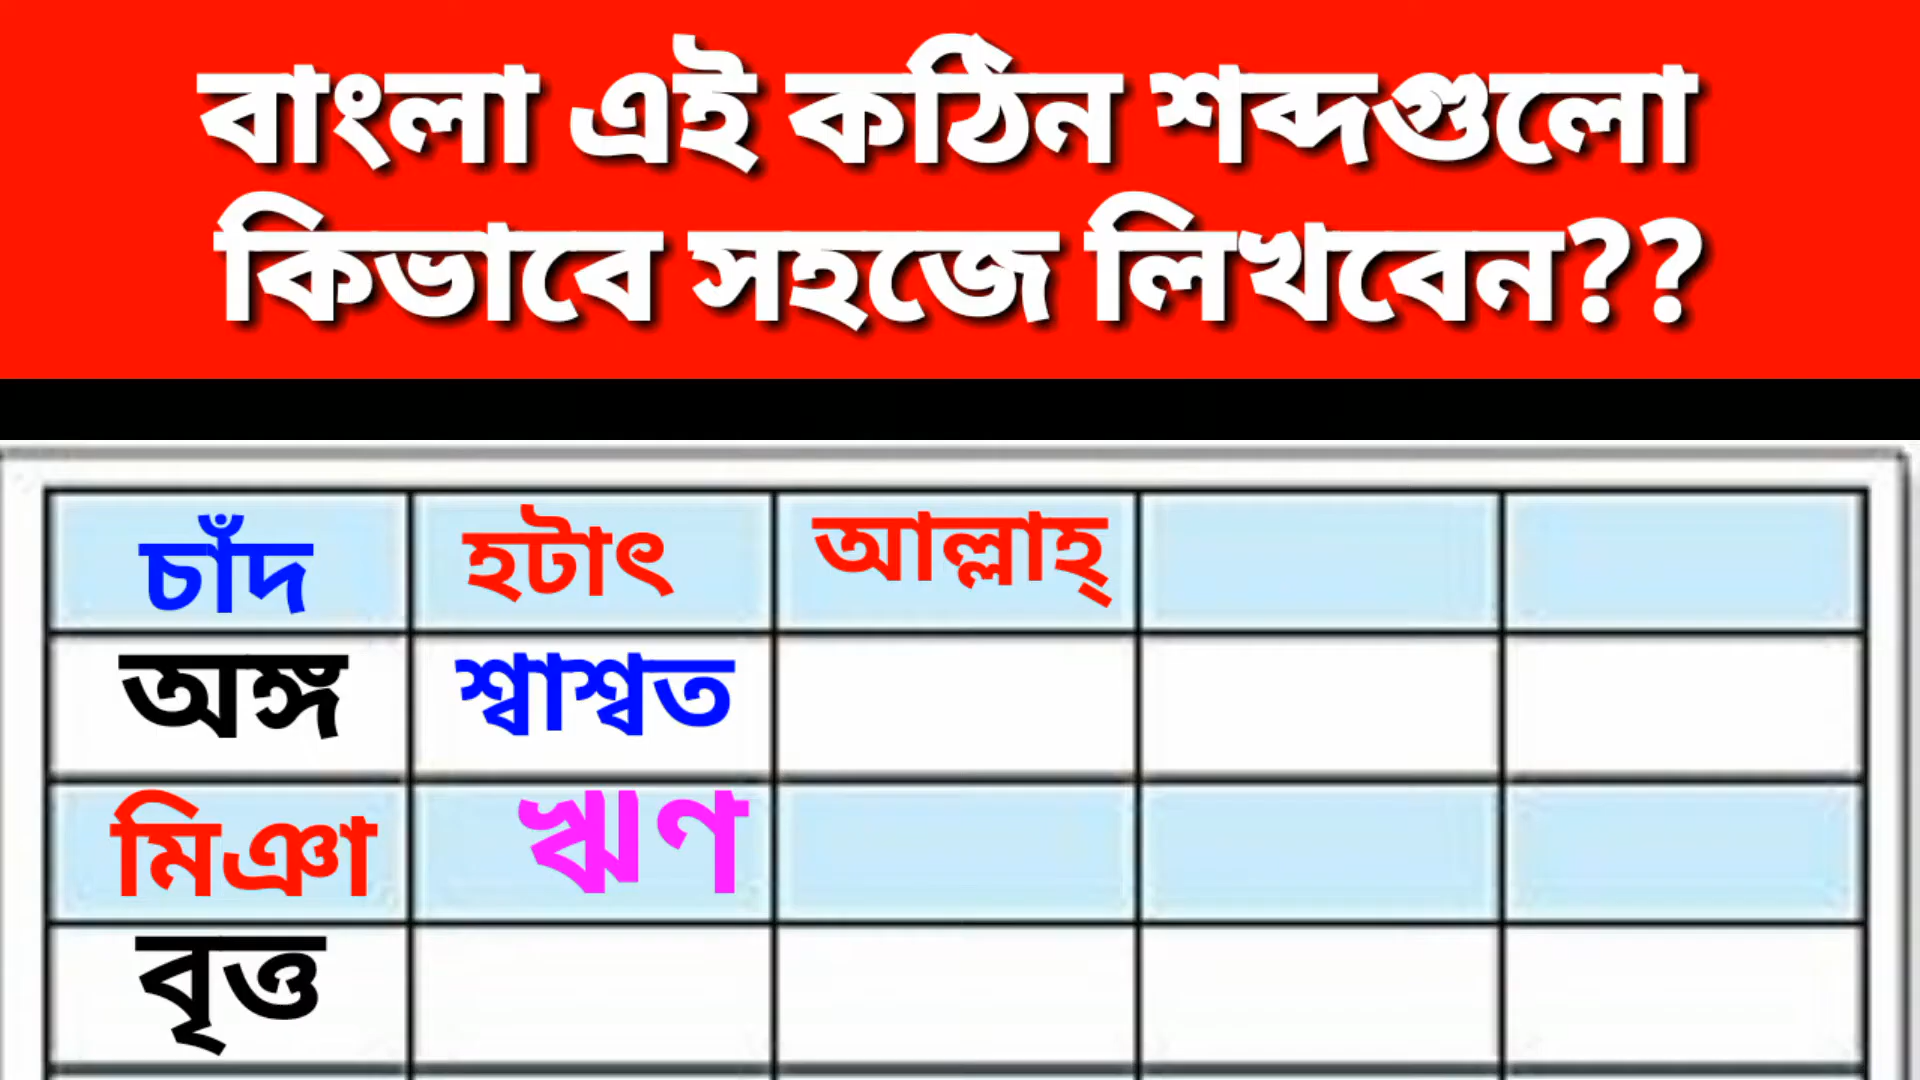 বাংলা এই কঠিন শব্দগুলো
কিভাবে সহজে লিখবেন??
চাঁদ হটাৎ আল্লাহ্
অঙ্গ শ্বাশ্বত
মিঞা ঋণ
বৃত্ত